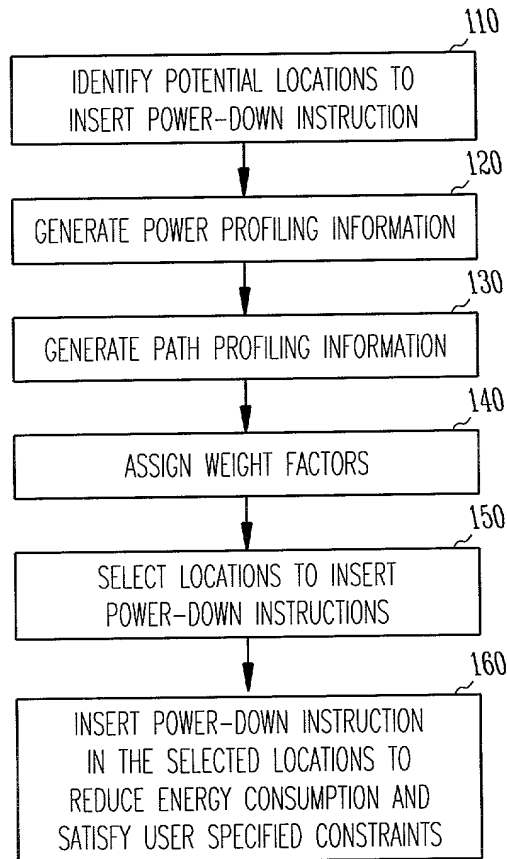 110
IDENTIFY POTENTIAL LOCATIONS TO
INSERT POWER-DOWN INSTRUCTION
120
GENERATE POWER PROFILING INFORMATION
130
GENERATE PATH PROFILING INFORMATION
140
ASSIGN WEIGHT FACTORS
150
SELECT LOCATIONS TO INSERT
POWER-DOWN INSTRUCTIONS
160
INSERT POWER-DOWN INSTRUCTION
IN THE SELECTED LOCATIONS TO
REDUCE ENERGY CONSUMPTION AND
SATISFY USER SPECIFIED CONSTRAINTS